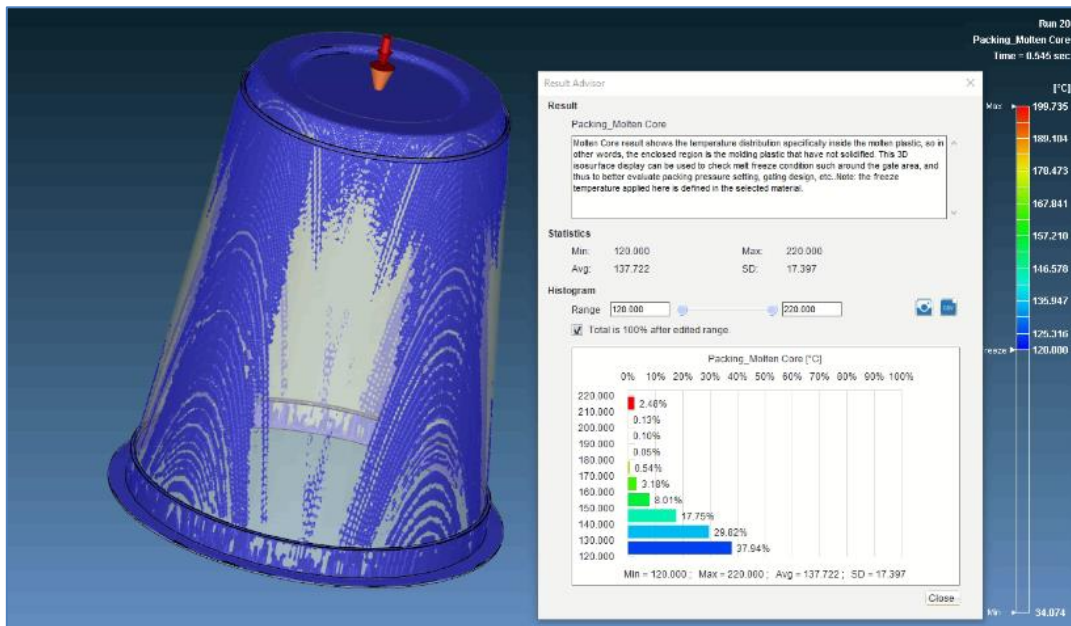 Run 20
Packing_Molten Core
Time = 0.545 sec
[°C]
Max
199.735
189.104
178.473
167.841
157.210
146.578
135.947
125.316
reeze
120.000
Min
34.074
Result Advisor
Result
Packing_Molten Core
Molten Core result shows the temperature distribution specifically inside the molten plastic, so in
other words, the enclosed region is the molding plastic that have not solidified. This 3D
isosurface display can be used to check melt freeze condition such around the gate area, and
thus to better evaluate packing pressure setting, gating design, etc..Note: the freeze
temperature applied here is defined in the selected material.
Statistics
Min: 120.000 Max: 220.000
Avg: 137.722 SD: 17.397
Histogram
Range 120.000 220.000
Total is 100% after edited range.
Packing_Molten Core [°C]
0% 10% 20% 30% 40% 50% 60% 70% 80% 90% 100%
220.000
2.48%
210.000
0.13%
200.000
0.10%
190.000
0.05%
180.000
0.54%
170.000
3.18%
160.000
8.01%
150.000
17.75%
140.000
29.82%
130.000
37.94%
120.000
Min = 120.000 ; Max = 220.000 ; Avg = 137.722 ; SD = 17.397
Close